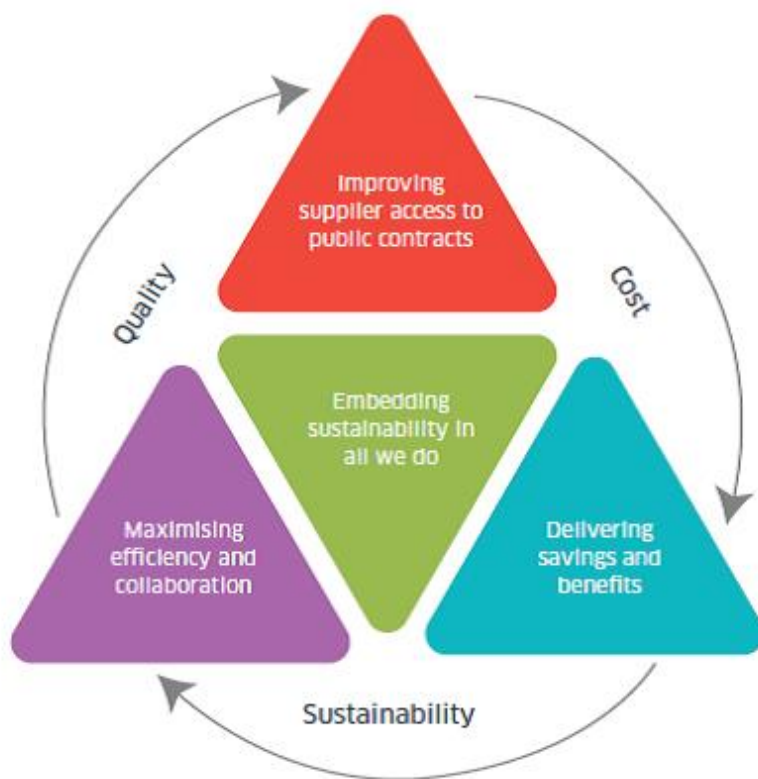 Improving
supplier access to
public contracts
Quality
Cost
Embedding
sustainability in
all we do
Maximising
efficiency and
collaboration
Delivering
savings and
benefits
Sustainability